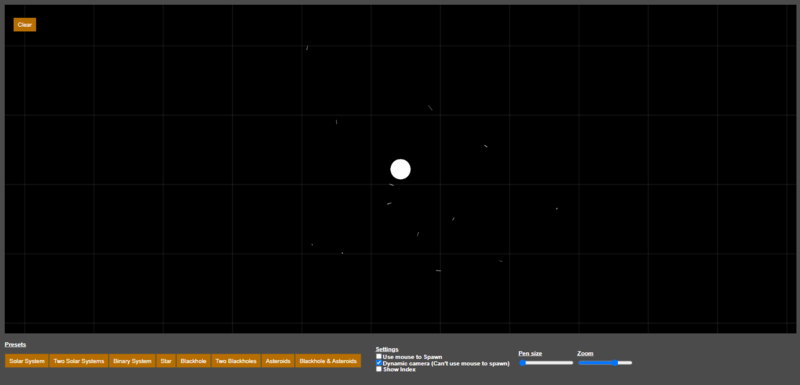 Clear
Presets
Solar System Two Solar Systems Binary System Star Blackhole Two Blackholes Asteroids Blackhole & Asteroids
Settings
Use mouse to Spawn
Dynamic camera (Can't use mouse to spawn)
Show Index
Pen size
Zoom